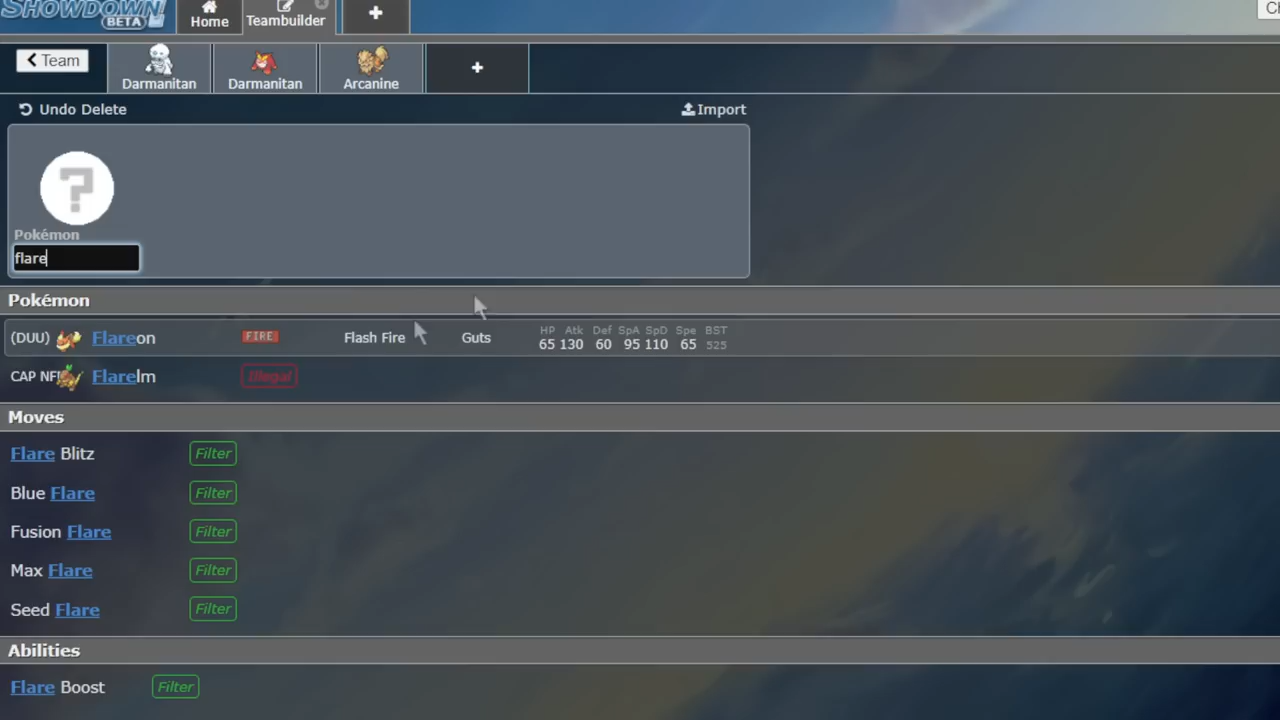 SHOWDOWN
BETA
Home
Teambuilder
+
Team
Darmanitan
Darmanitan
Arcanine
+
Undo Delete
Import
?
Pokémon
flare
Pokémon
(DUU) Flareon FIRE Flash Fire Guts HP Atk Def SpA SpD Spe BST
65 130 60 95 110 65 525
CAP NF Flarelm Illegal
Moves
Flare Blitz Filter
Blue Flare Filter
Fusion Flare Filter
Max Flare Filter
Seed Flare Filter
Abilities
Flare Boost Filter